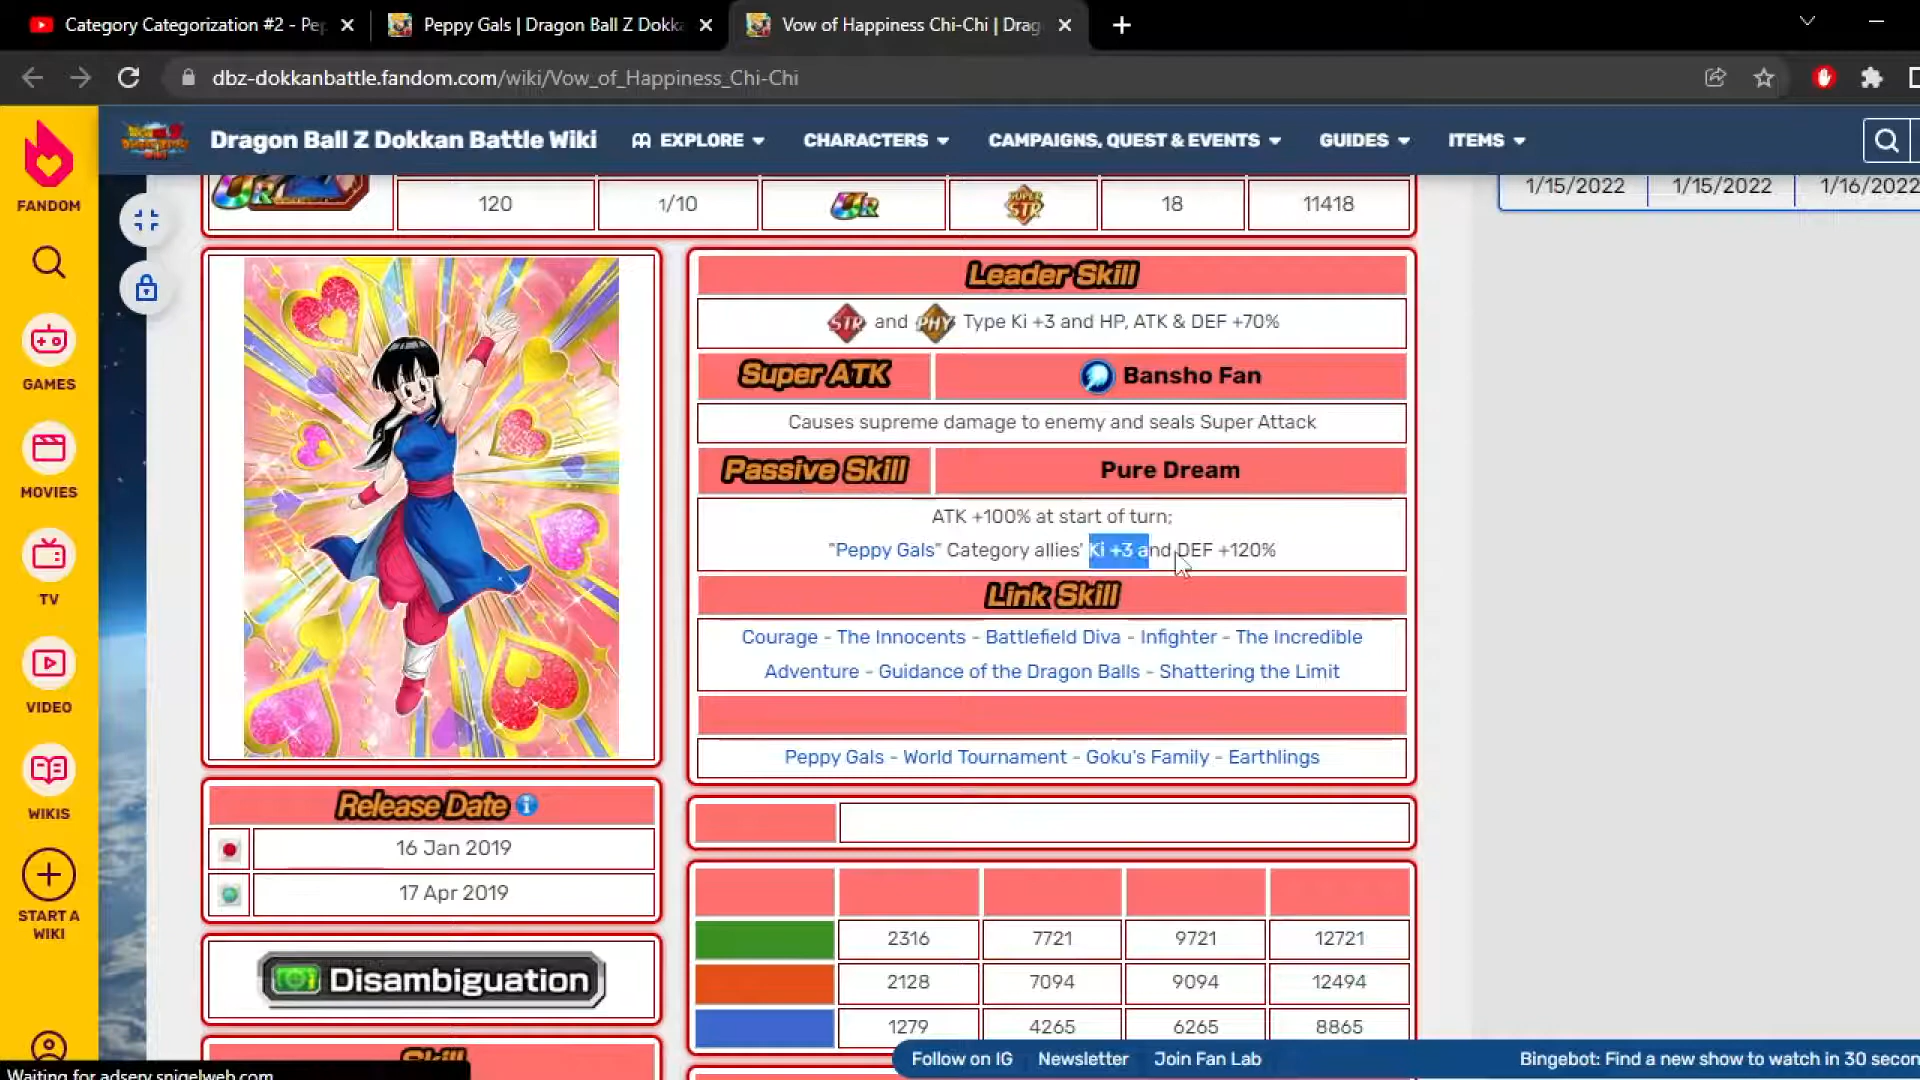 Category Categorization #2 - Pe
Peppy Gals | Dragon Ball Z Dokk
Vow of Happiness Chi-Chi | Drag
dbz-dokkanbattle.fandom.com/wiki/Vow_of_Happiness_Chi-Chi
Dragon Ball Z Dokkan Battle Wiki
EXPLORE
CHARACTERS
CAMPAIGNS, QUEST & EVENTS
GUIDES
ITEMS
FANDOM
GAMES
MOVIES
TV
VIDEO
WIKIS
START A
WIKI
UR
120
1/10
UR
SUPER
STR
18
11418
1/15/2022
1/15/2022
1/16/2022
Leader Skill
STR and PHY Type Ki +3 and HP, ATK & DEF +70%
Super ATK
Bansho Fan
Causes supreme damage to enemy and seals Super Attack
Passive Skill
Pure Dream
ATK +100% at start of turn;
"Peppy Gals" Category allies' Ki +3 and DEF +120%
Link Skill
Courage - The Innocents - Battlefield Diva - Infighter - The Incredible
Adventure - Guidance of the Dragon Balls - Shattering the Limit
Peppy Gals - World Tournament - Goku's Family - Earthlings
Release Date
16 Jan 2019
17 Apr 2019
Disambiguation
Skill
2316 7721 9721 12721
2128 7094 9094 12494
1279 4265 6265 8865
Follow on IG
Newsletter
Join Fan Lab
Bingebot: Find a new show to watch in 30 secon
Waiting for adserv.snigelweb.com